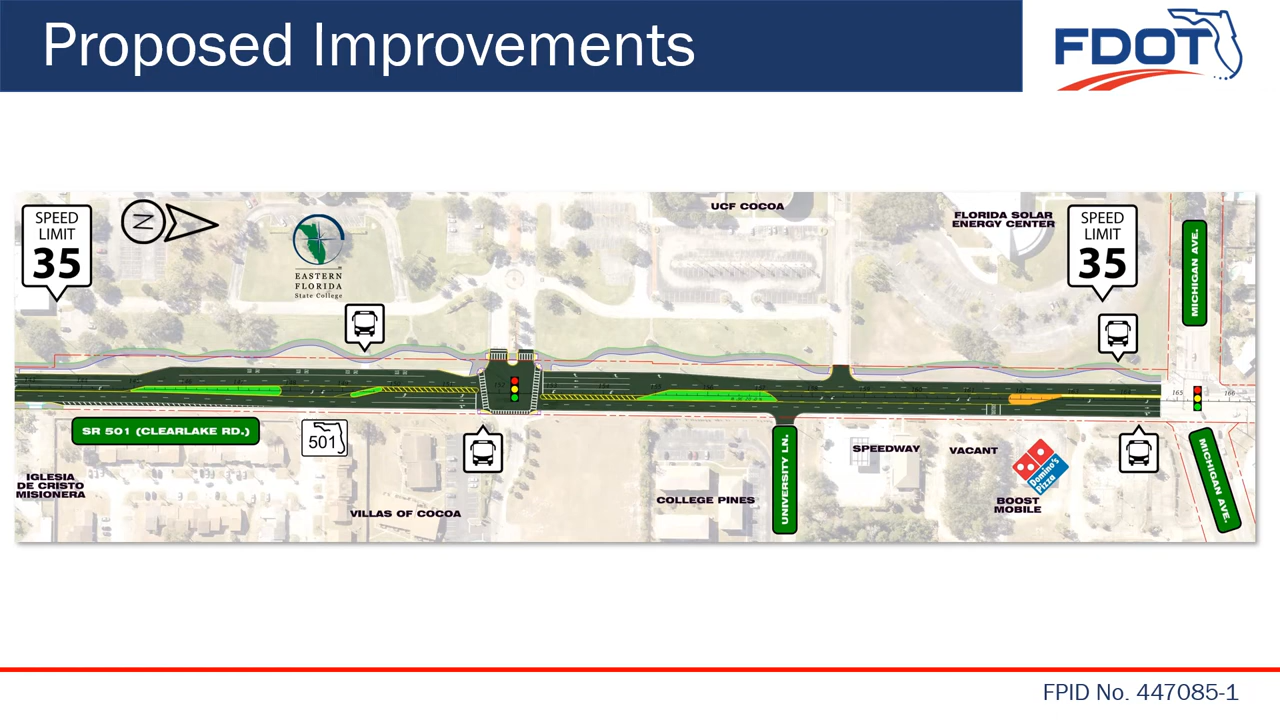 Proposed Improvements
FDOT
SPEED
LIMIT
35
N
EASTERN
FLORIDA
State College
UCF COCOA
FLORIDA SOLAR
ENERGY CENTER
SPEED
LIMIT
35
MICHIGAN AVE.
165
166
SR 501 (CLEARLAKE RD.)
501
IGLESIA
DE CRISTO
MISIONERA
VILLAS OF COCOA
COLLEGE PINES
UNIVERSITY LN.
SPEEDWAY
VACANT
Domino's
Pizza
BOOST
MOBILE
MICHIGAN AVE.
FPID No. 447085-1